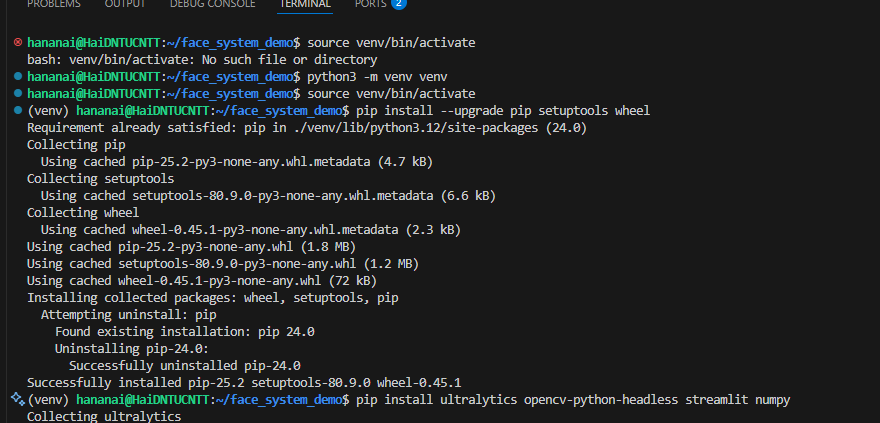 PROBLEMS OUTPUT DEBUG CONSOLE TERMINAL PORTS 2
hananai@HaiDNTUCNTT:~/face_system_demo$ source venv/bin/activate
bash: venv/bin/activate: No such file or directory
hananai@HaiDNTUCNTT:~/face_system_demo$ python3 -m venv venv
hananai@HaiDNTUCNTT:~/face_system_demo$ source venv/bin/activate
(venv) hananai@HaiDNTUCNTT:~/face_system_demo$ pip install --upgrade pip setuptools wheel
Requirement already satisfied: pip in ./venv/lib/python3.12/site-packages (24.0)
Collecting pip
  Using cached pip-25.2-py3-none-any.whl.metadata (4.7 kB)
Collecting setuptools
  Using cached setuptools-80.9.0-py3-none-any.whl.metadata (6.6 kB)
Collecting wheel
  Using cached wheel-0.45.1-py3-none-any.whl.metadata (2.3 kB)
Using cached pip-25.2-py3-none-any.whl (1.8 MB)
Using cached setuptools-80.9.0-py3-none-any.whl (1.2 MB)
Using cached wheel-0.45.1-py3-none-any.whl (72 kB)
Installing collected packages: wheel, setuptools, pip
  Attempting uninstall: pip
    Found existing installation: pip 24.0
    Uninstalling pip-24.0:
      Successfully uninstalled pip-24.0
Successfully installed pip-25.2 setuptools-80.9.0 wheel-0.45.1
(venv) hananai@HaiDNTUCNTT:~/face_system_demo$ pip install ultralytics opencv-python-headless streamlit numpy
Collecting ultralytics